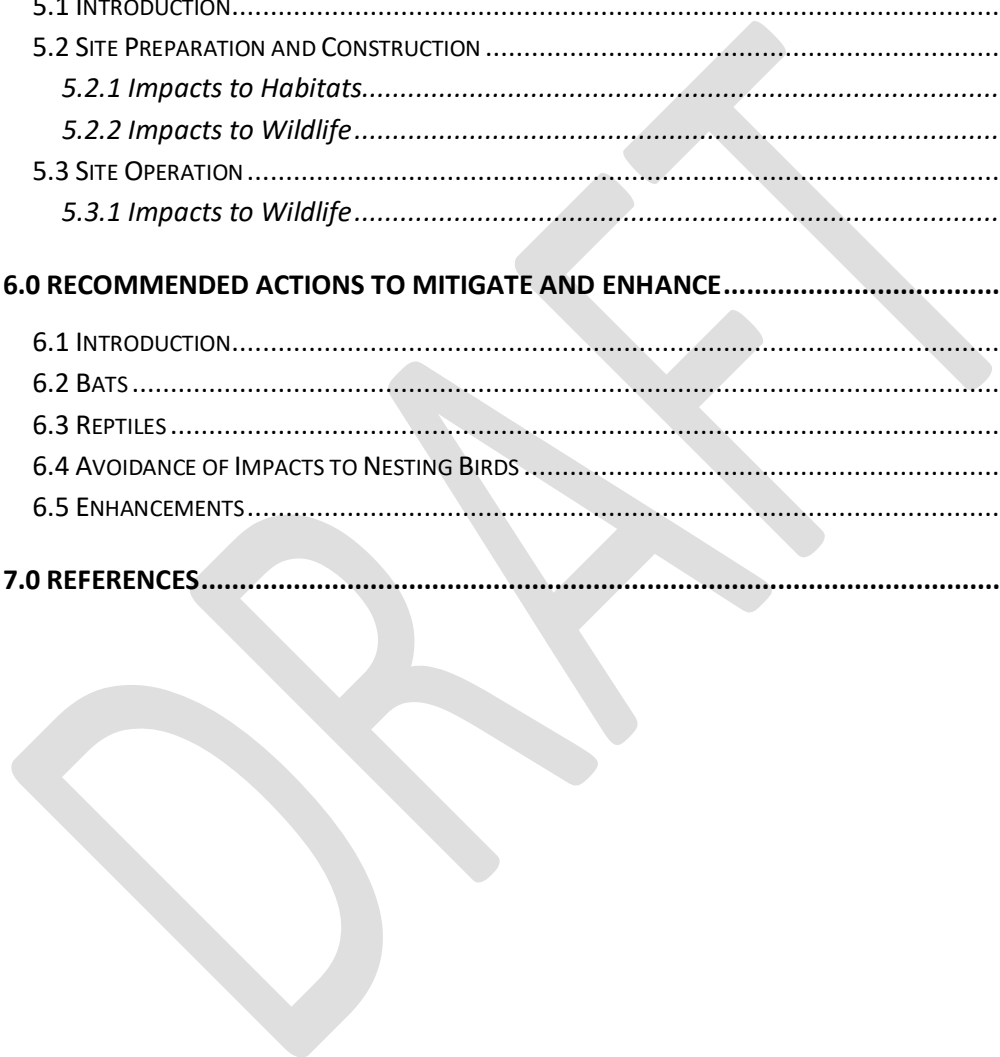 5.1 INTRODUCTION
5.2 SITE PREPARATION AND CONSTRUCTION
5.2.1 Impacts to Habitats
5.2.2 Impacts to Wildlife
5.3 SITE OPERATION
5.3.1 Impacts to Wildlife
6.0 RECOMMENDED ACTIONS TO MITIGATE AND ENHANCE
6.1 INTRODUCTION
6.2 BATS
6.3 REPTILES
6.4 AVOIDANCE OF IMPACTS TO NESTING BIRDS
6.5 ENHANCEMENTS
7.0 REFERENCES
DRAFT